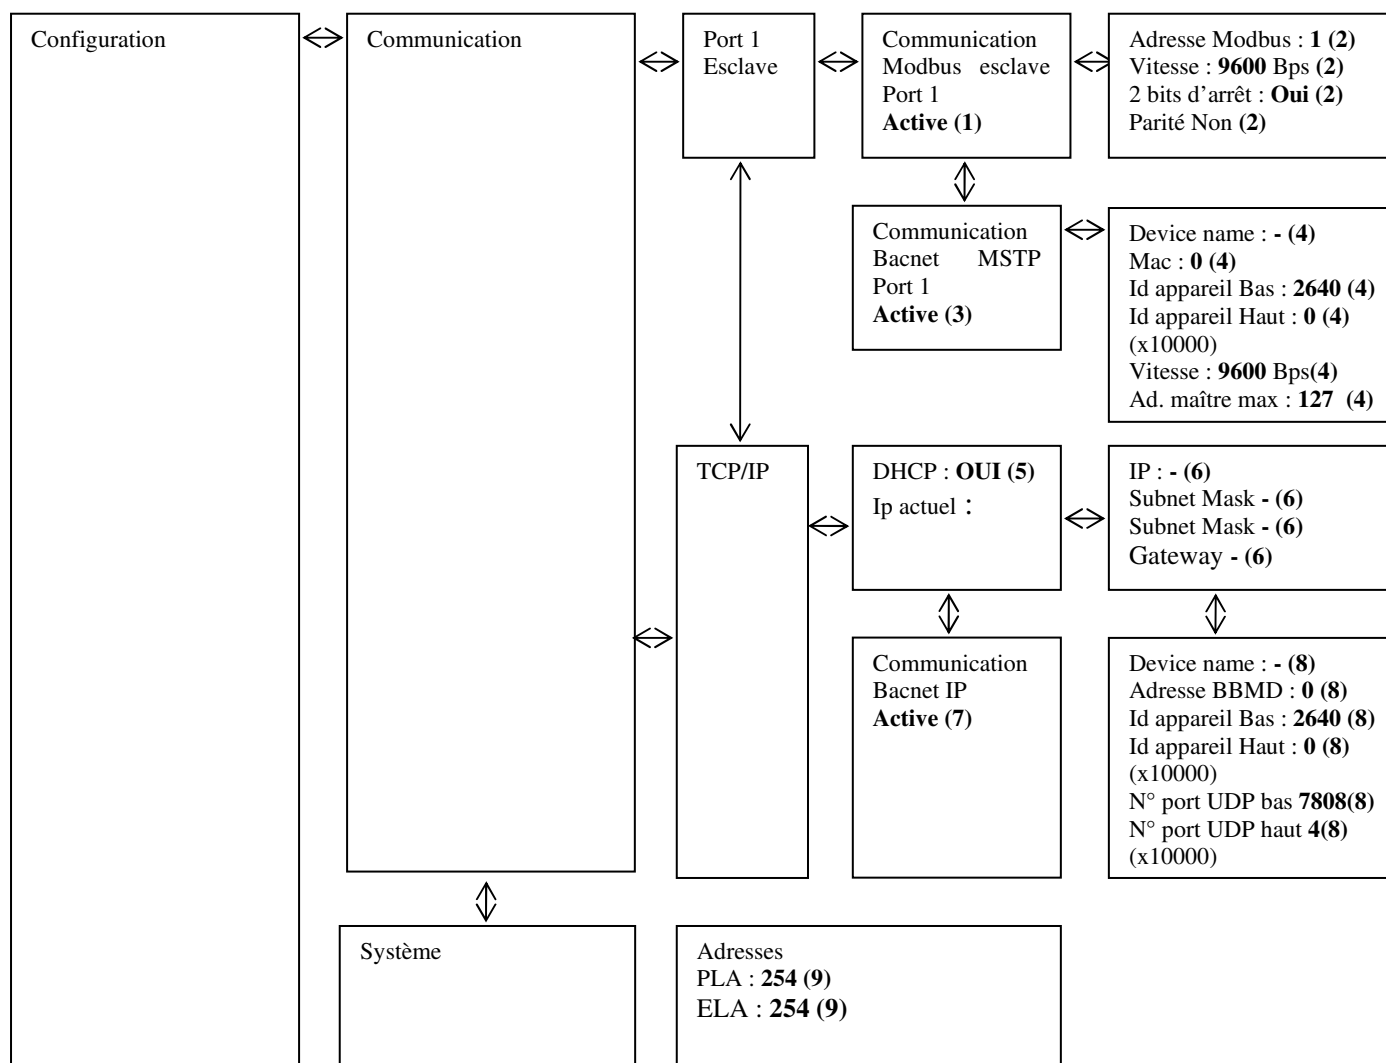 Configuration
Communication
Port 1
Esclave
Communication
Modbus esclave
Port 1
Active (1)
Adresse Modbus : 1 (2)
Vitesse : 9600 Bps (2)
2 bits d'arrêt : Oui (2)
Parité Non (2)
Communication
Bacnet MSTP
Port 1
Active (3)
Device name : - (4)
Mac : 0 (4)
Id appareil Bas : 2640 (4)
Id appareil Haut : 0 (4)
(x10000)
Vitesse : 9600 Bps(4)
Ad. maître max : 127 (4)
TCP/IP
DHCP : OUI (5)
Ip actuel :
IP : - (6)
Subnet Mask - (6)
Subnet Mask - (6)
Gateway - (6)
Communication
Bacnet IP
Active (7)
Device name : - (8)
Adresse BBMD : 0 (8)
Id appareil Bas : 2640 (8)
Id appareil Haut : 0 (8)
(x10000)
N° port UDP bas 7808(8)
N° port UDP haut 4(8)
(x10000)
Système
Adresses
PLA : 254 (9)
ELA : 254 (9)